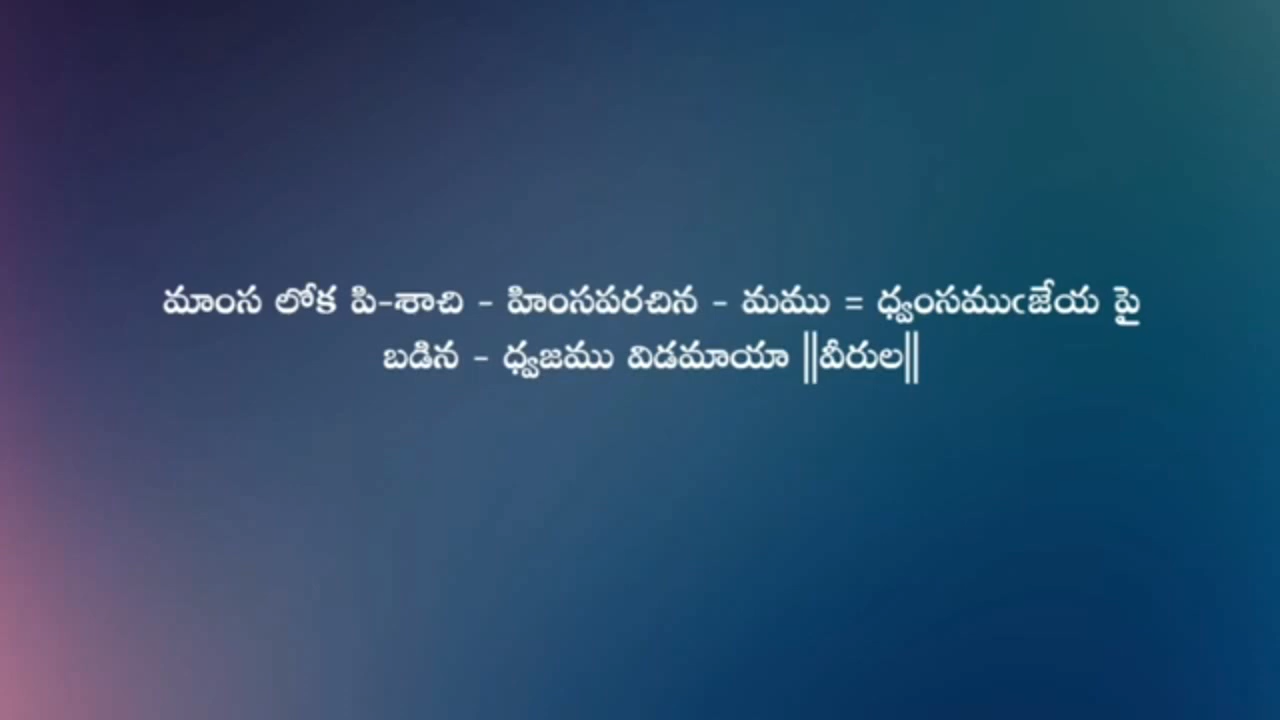 మాంస లోక పి-శాచి - హింసపరచిన - మము = ధ్వంసముఁజేయ పై
బడిన - ధ్వజము విడమాయా ||వీరుల||